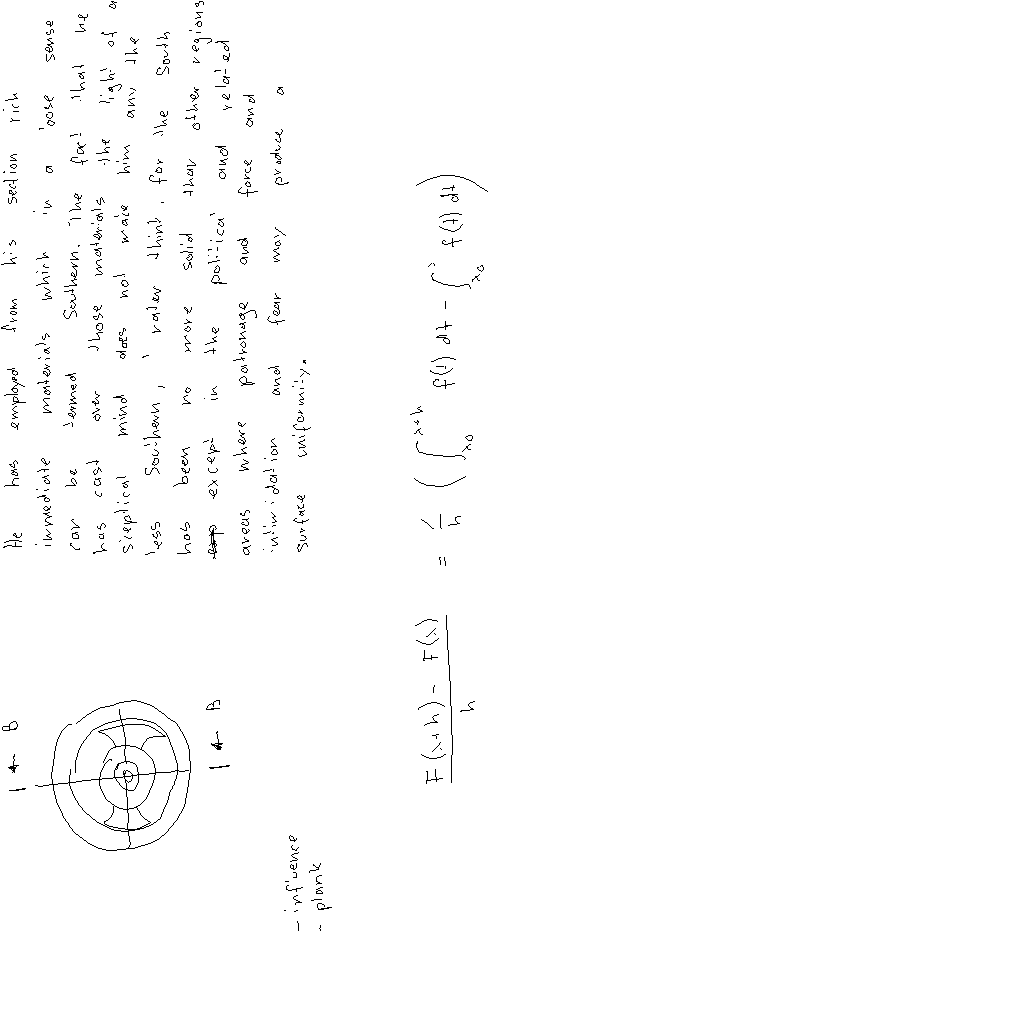 He has employed from his section rich
immediate materials which in a loose sense
can be termed Southern. The fact that he
has cast over those materials the light of a
skeptical mind does not make him any the
less Southern, I rather think, for the South
has been no more solid than other regions
except in the political and related
areas where patronage and force and
intimidation and fear may produce a
surface uniformity.
B
B
- influence
- plank
\frac{F(x+h) - F(x)}{h} = \frac{1}{h} ( \int_{x_0}^{x+h} f(t) dt - \int_{x_0}^{x} f(t) dt )